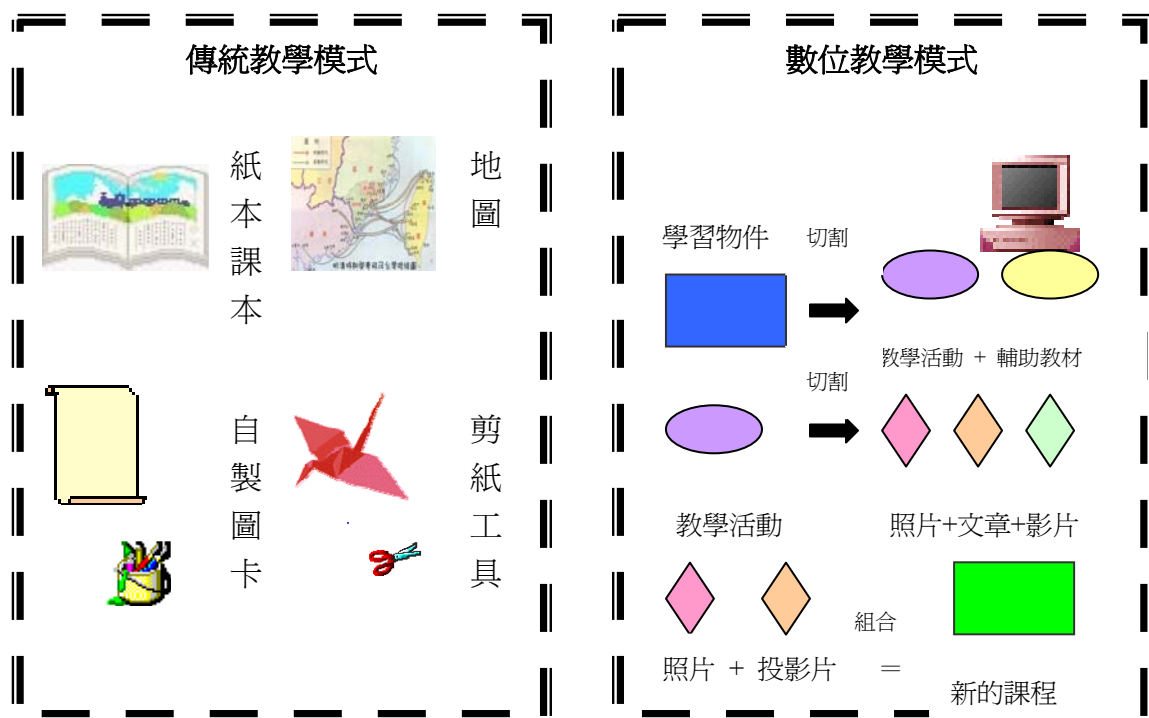 傳統教學模式
紙本課本
地圖
自製圖卡
剪紙工具
數位教學模式
學習物件
切割
教學活動 + 輔助教材
切割
教學活動
照片+文章+影片
組合
照片 + 投影片 =
新的課程